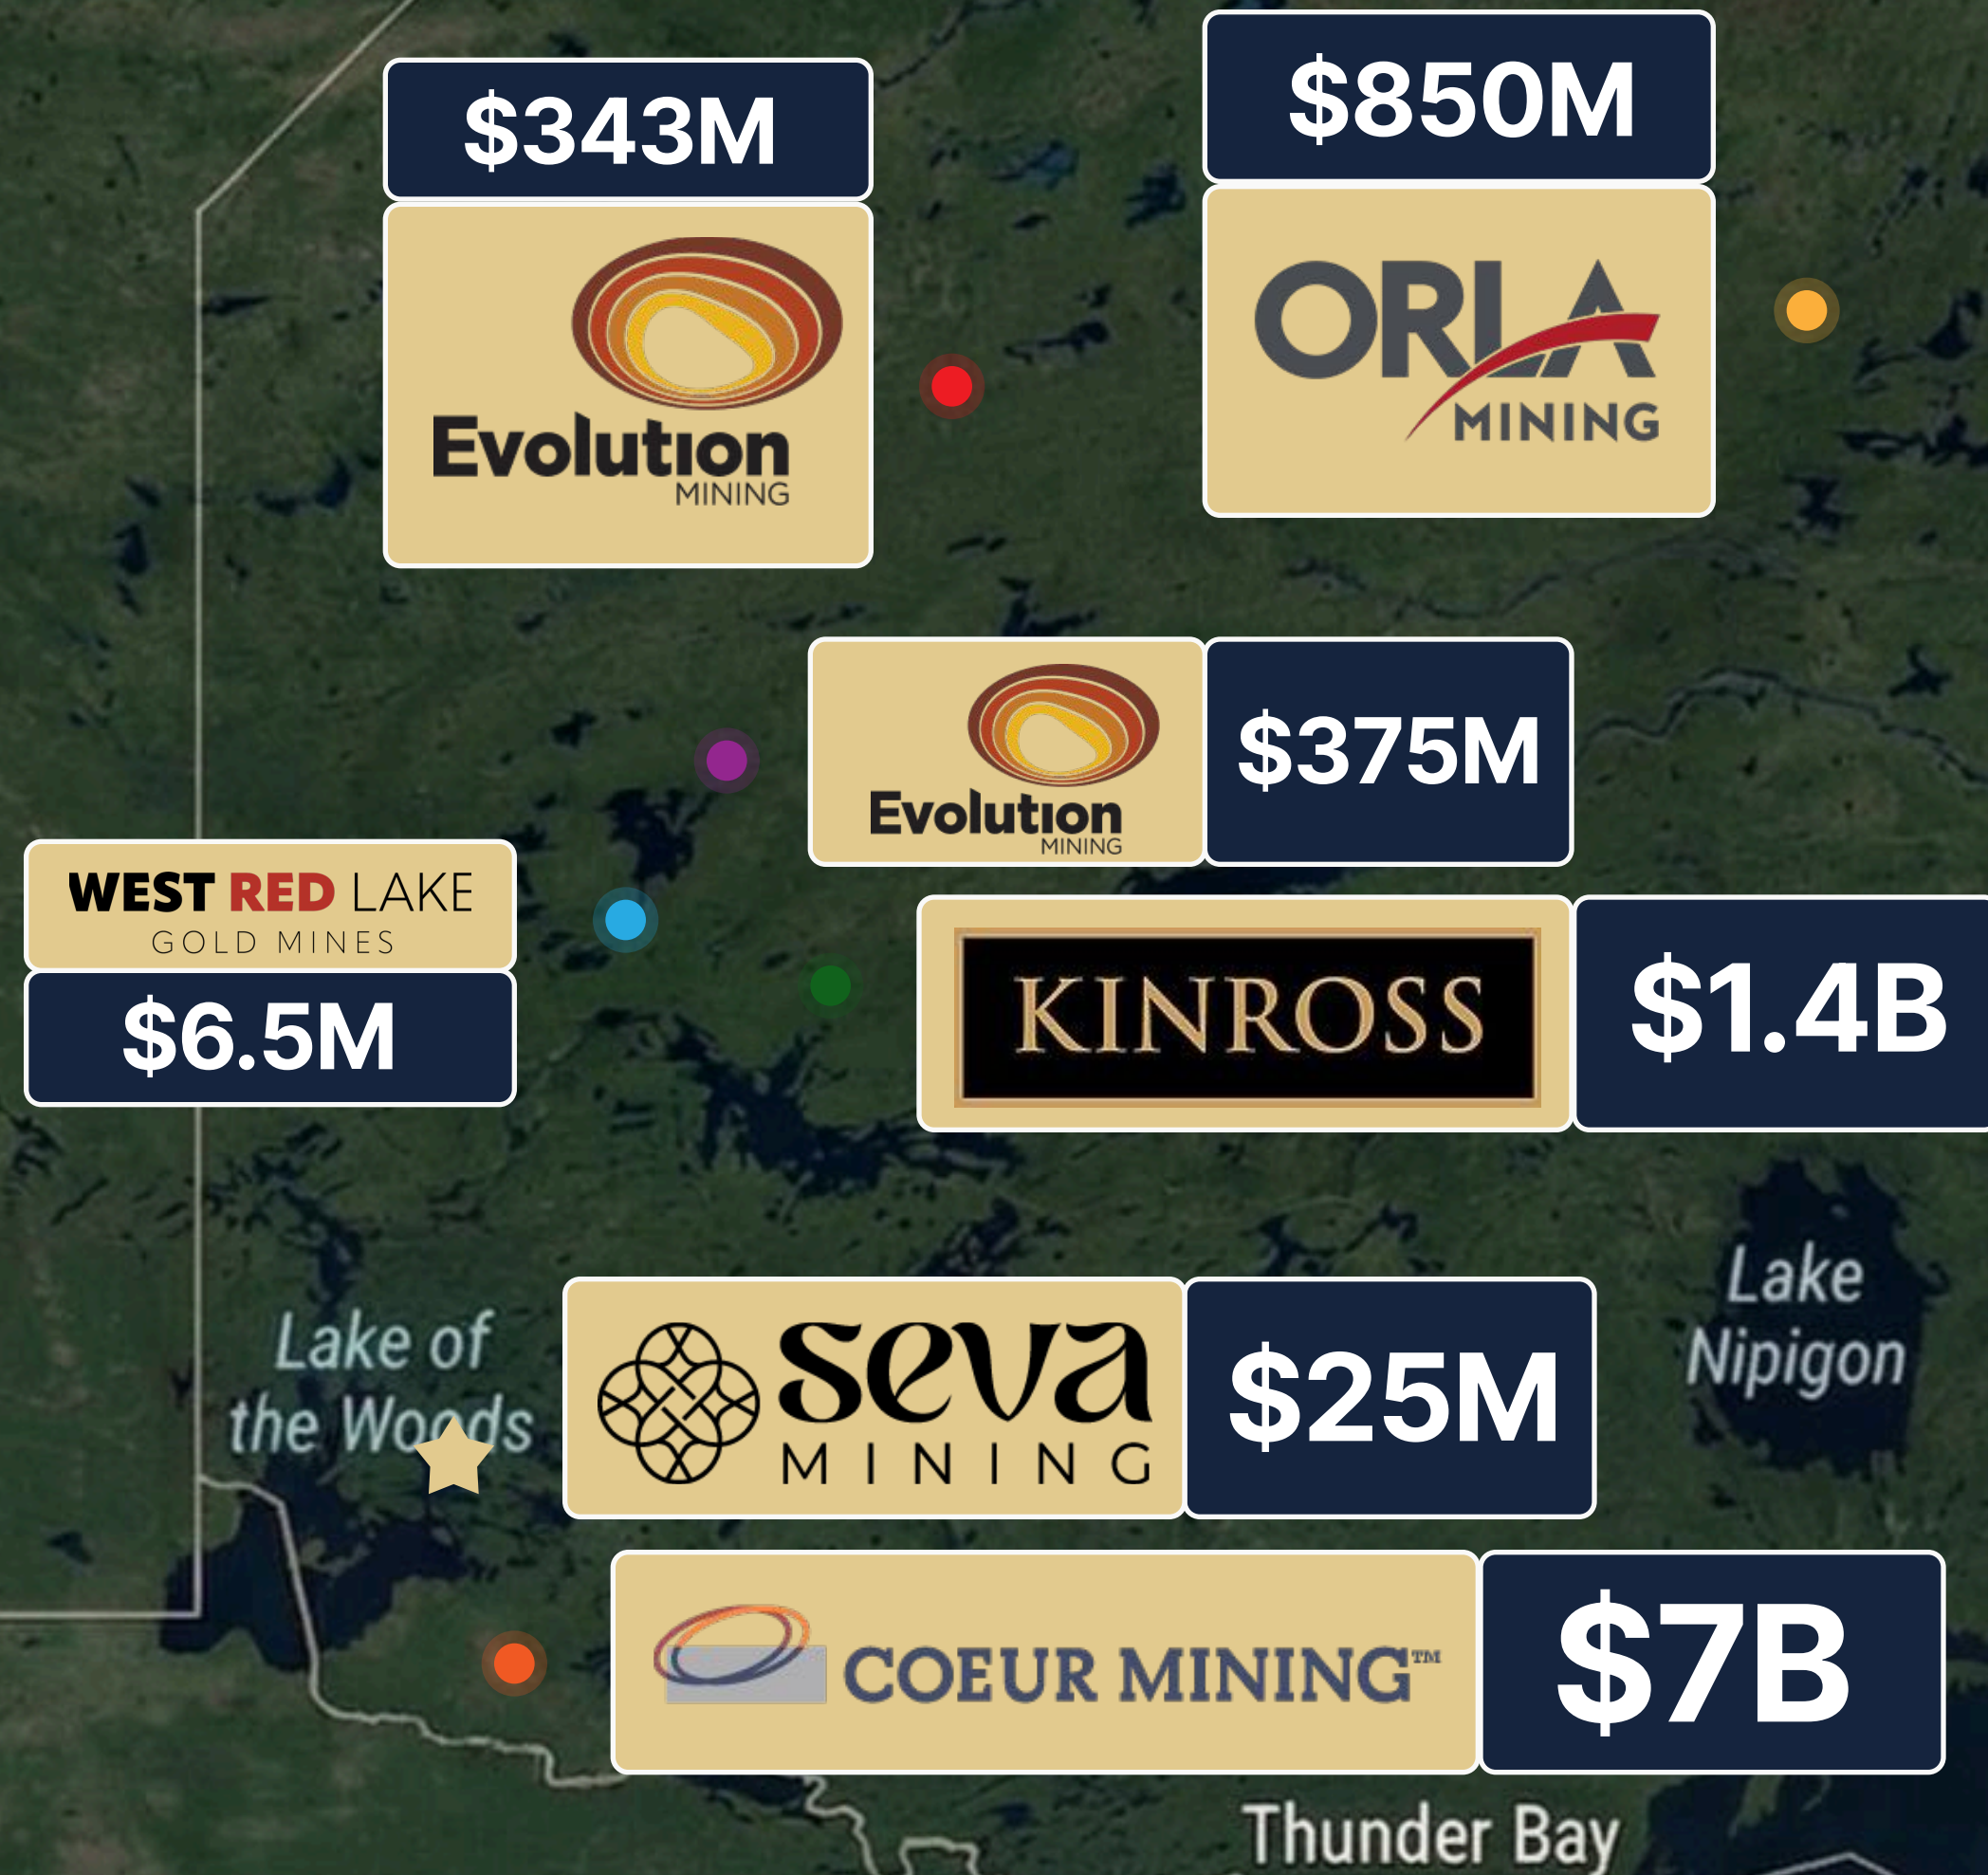 $343M
Evolution
MINING
$850M
ORLA
MINING
Evolution
MINING
$375M
WEST RED LAKE
GOLD MINES
$6.5M
KINROSS
$1.4B
Lake
Nipigon
Lake of
the Woods
seva
MINING
$25M
COEUR MINING™
$7B
Thunder Bay